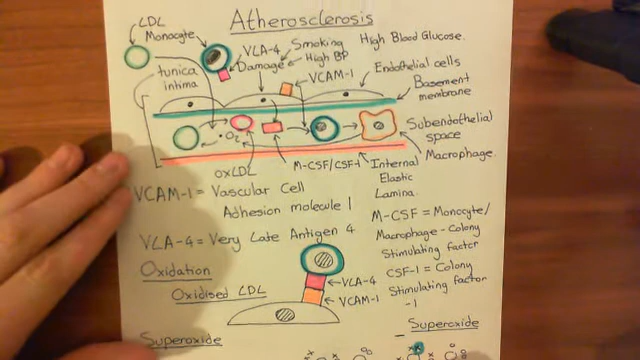 Atherosclerosis
LDL
Monocyte
VLA-4
Smoking
High Blood Glucose.
Damage
High BP
VCAM-1
Endothelial cells
tunica
intima
Basement
membrane
O2
Subendothelial
space
Macrophage.
oxLDL
M-CSF/CSF-1
Internal
Elastic
Lamina.
VCAM-1 = Vascular Cell
Adhesion molecule 1
VLA-4 = Very Late Antigen 4
M-CSF = Monocyte/
Macrophage - Colony
Stimulating factor
CSF-1 = Colony
Stimulating factor
-1
Oxidation
Oxidised LDL
VLA-4
VCAM-1
Superoxide
Superoxide